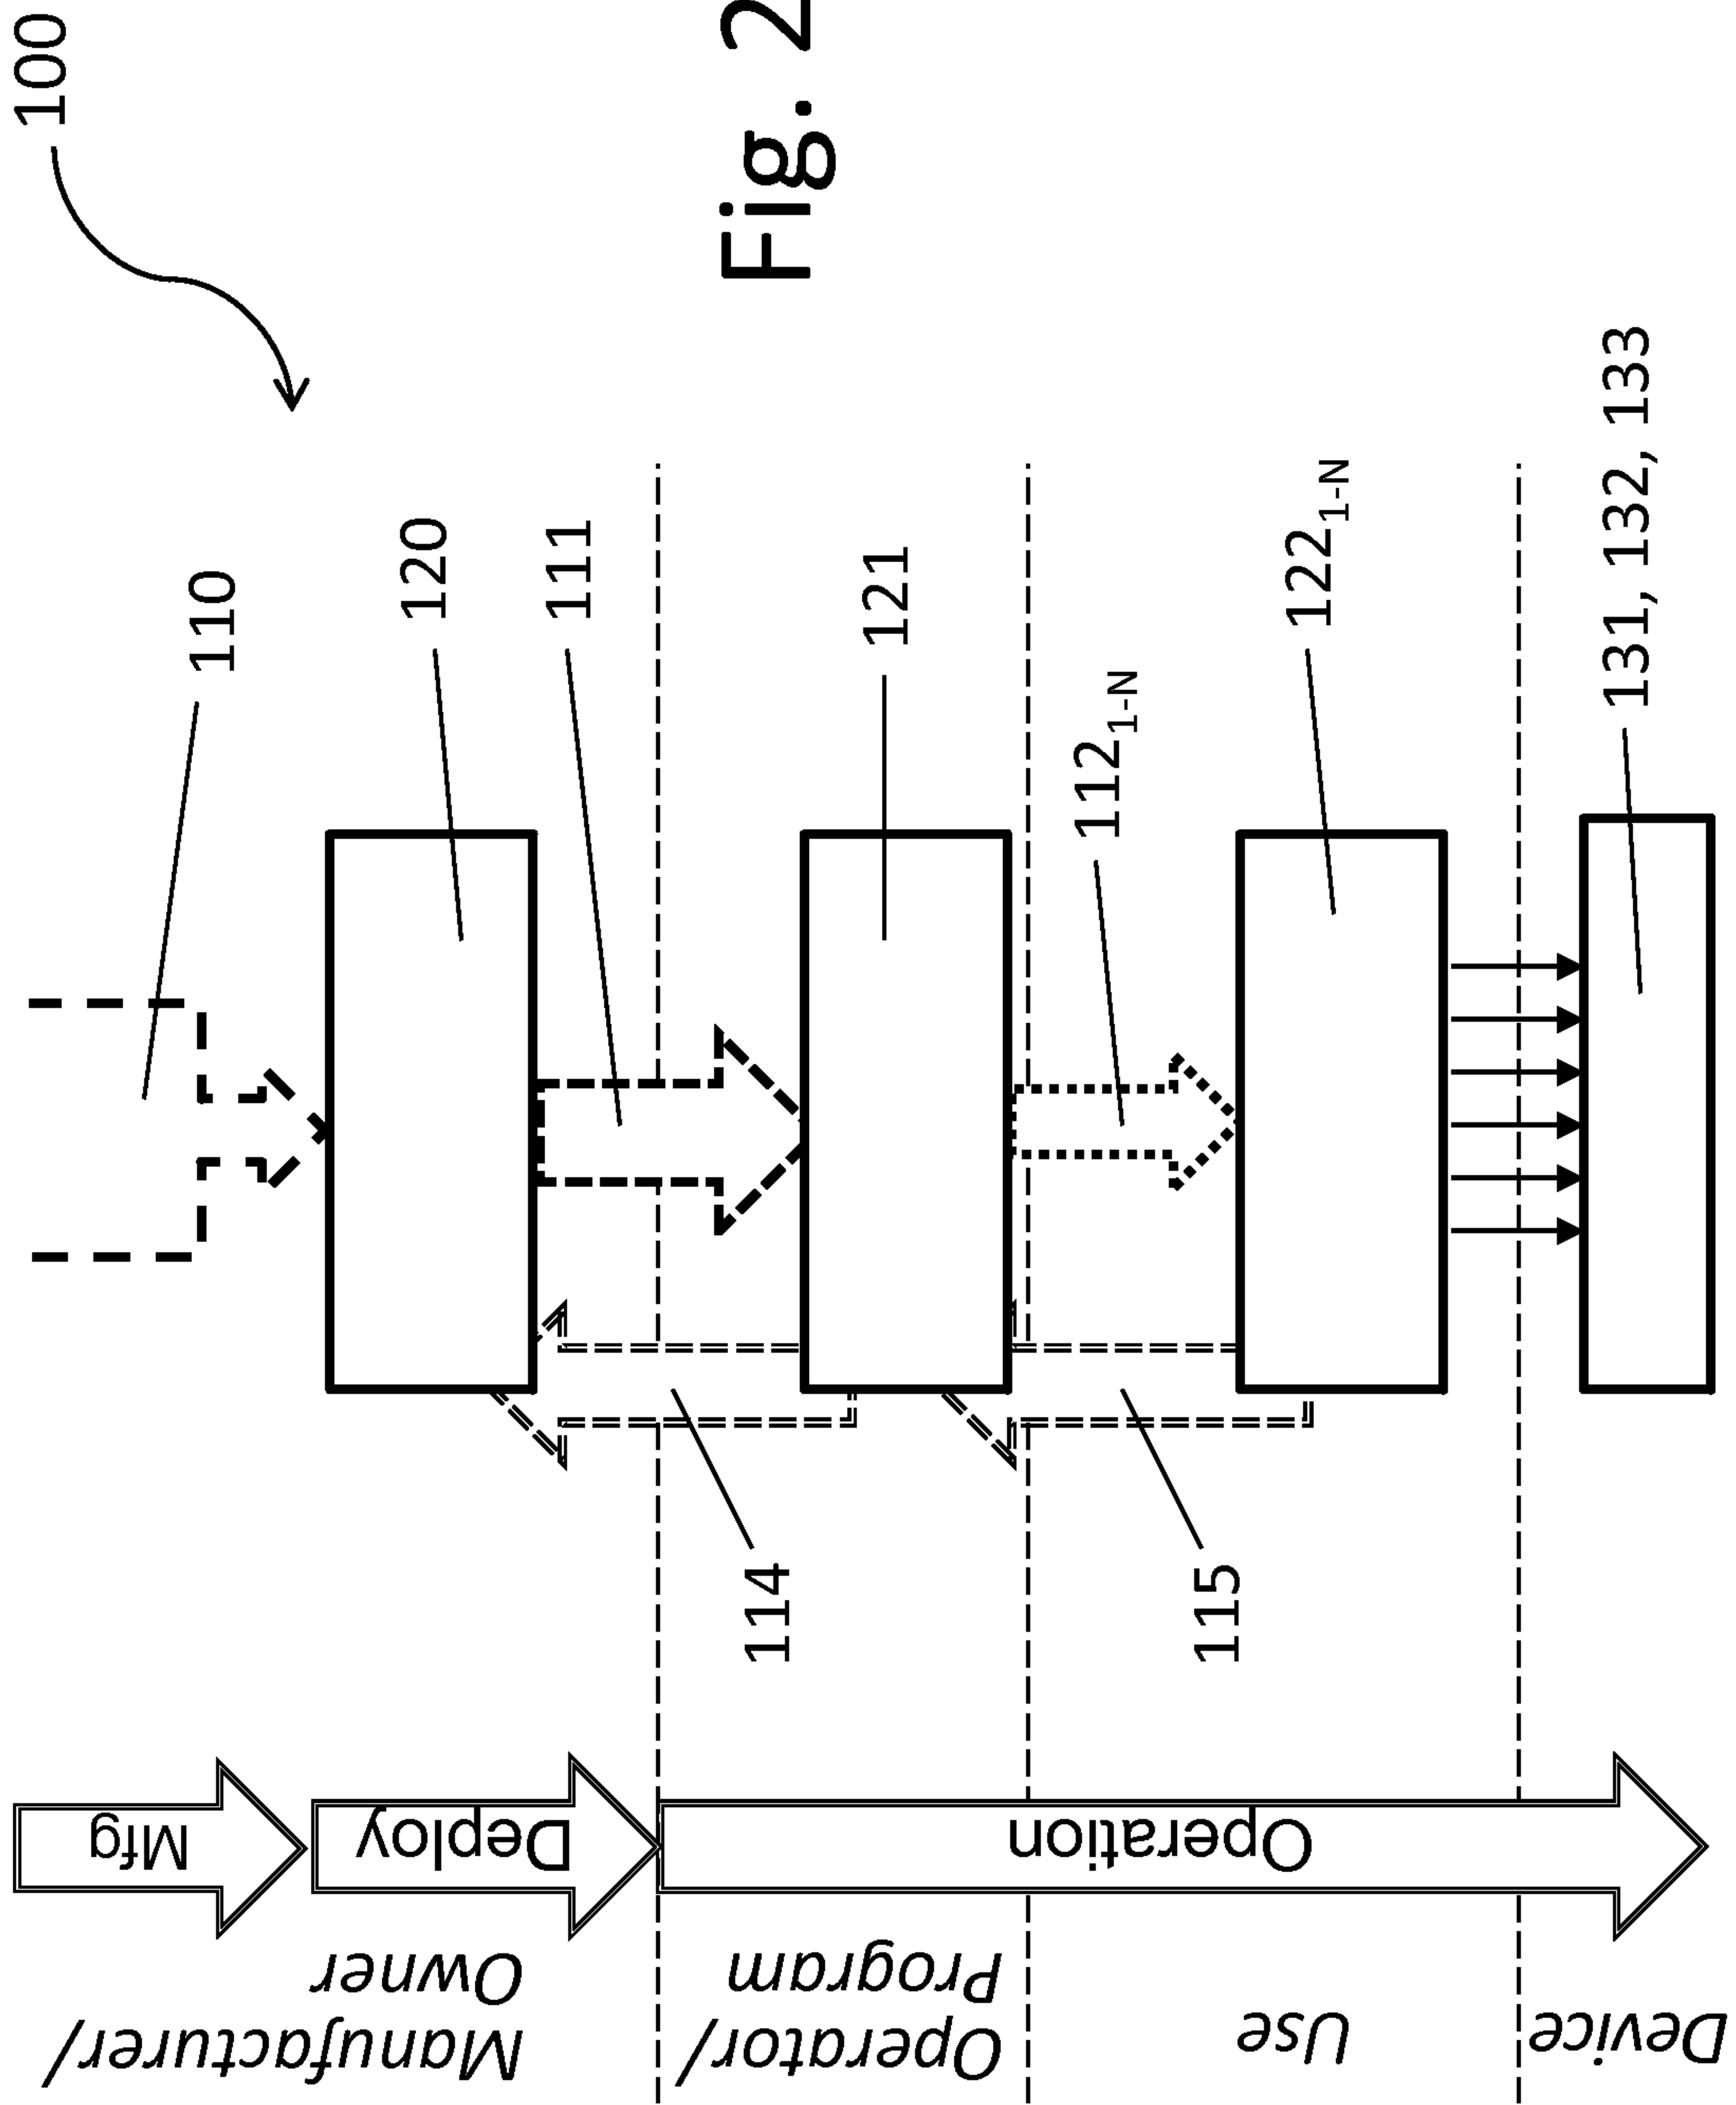 100
110
120
111
121
112₁₋ₙ
122₁₋ₙ
131, 132, 133
114
115
Fig. 2
Mfg
Deploy
Operation
Manufacturer/
Owner
Operator/
Program
Use
Device